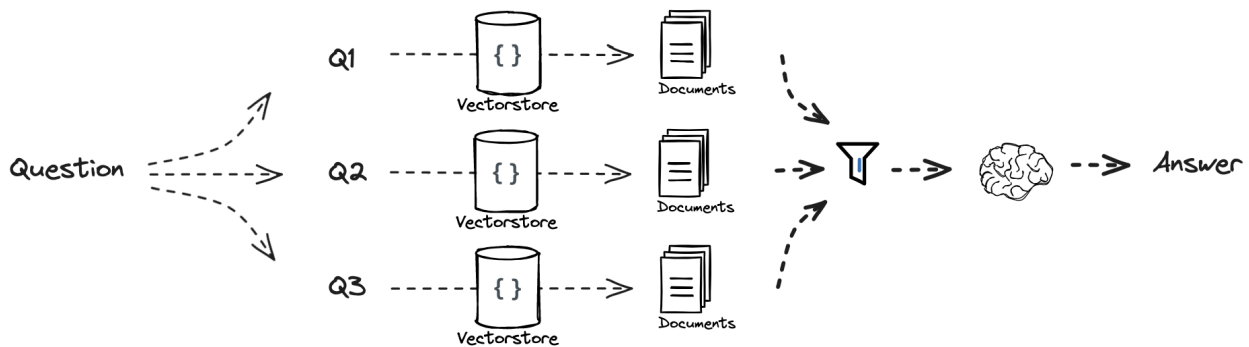 Question
Q1
{ }
Vectorstore
Documents
Q2
{ }
Vectorstore
Documents
Q3
{ }
Vectorstore
Documents
Answer